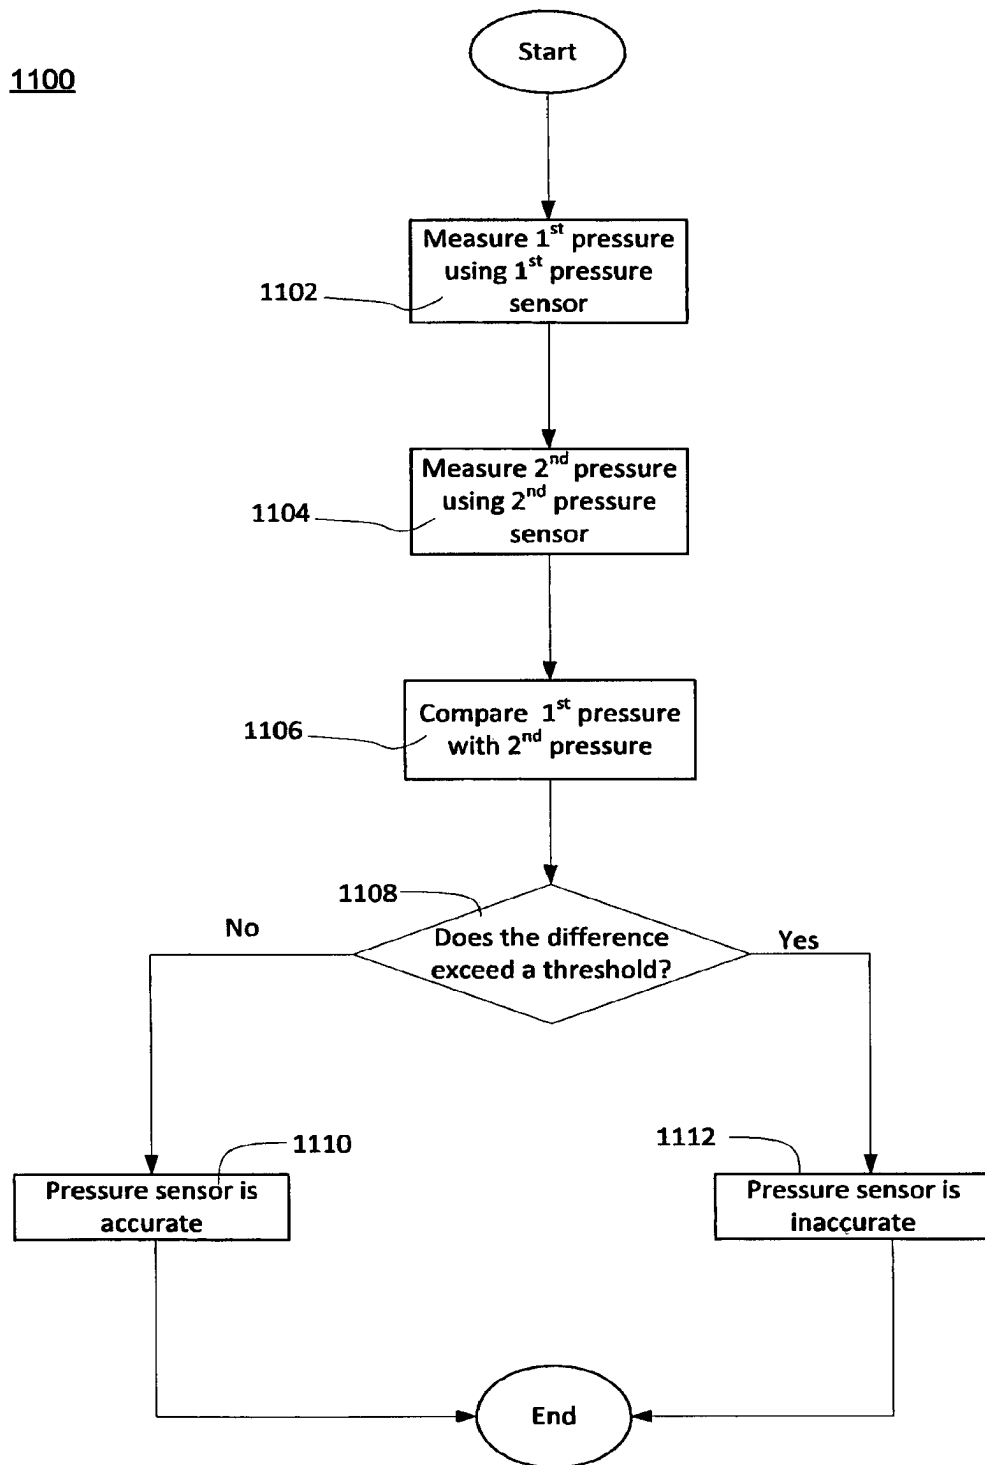 Start
1100
Measure 1st pressure
using 1st pressure
sensor
1102
Measure 2nd pressure
using 2nd pressure
sensor
1104
Compare 1st pressure
with 2nd pressure
1106
1108
Does the difference
exceed a threshold?
No
Yes
1110
Pressure sensor is
accurate
1112
Pressure sensor is
inaccurate
End